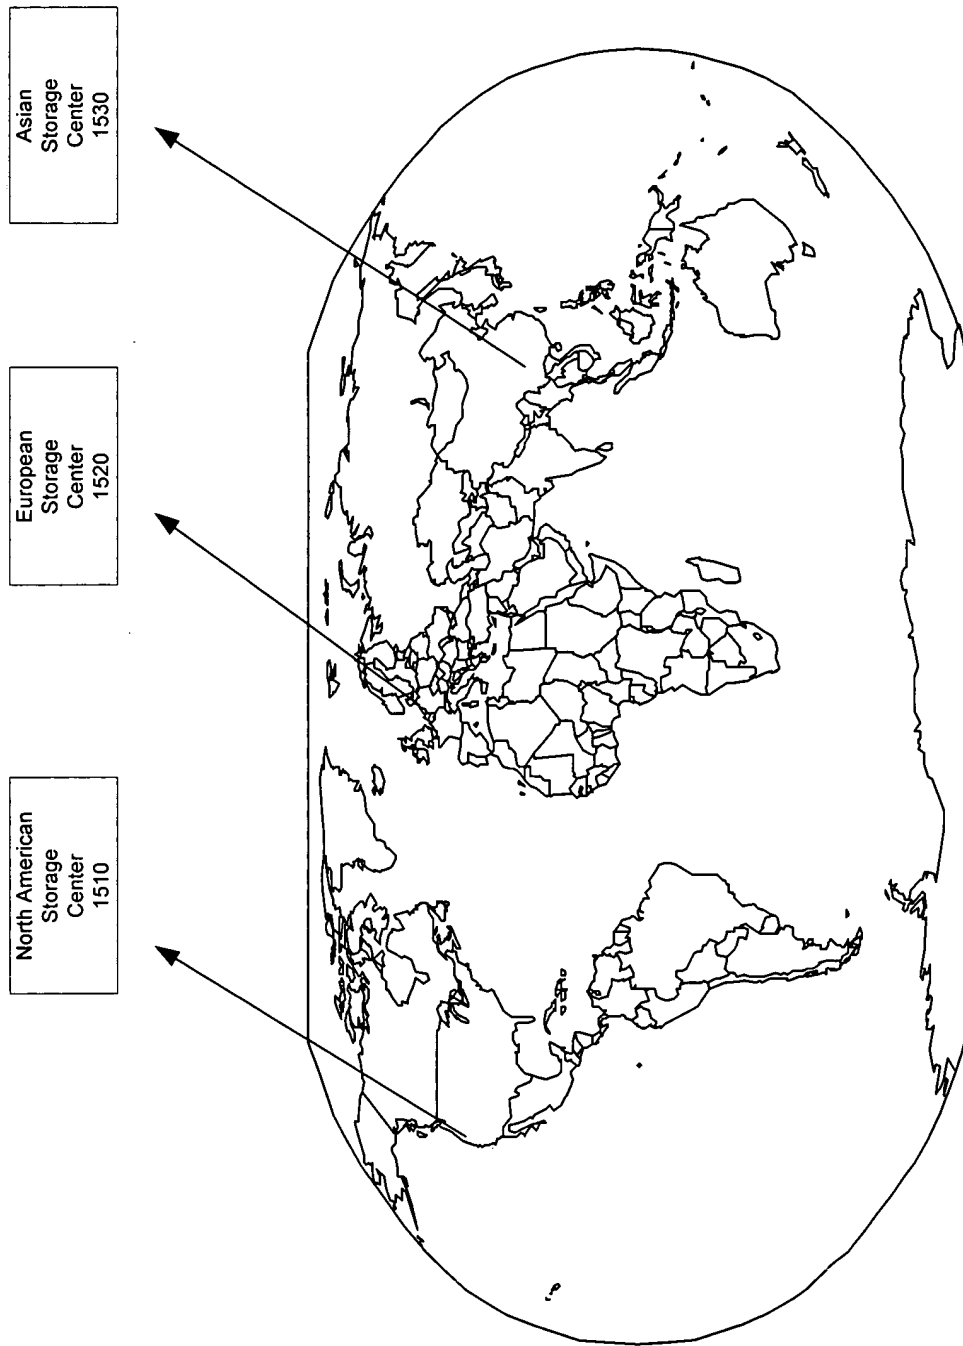 North American
Storage
Center
1510
European
Storage
Center
1520
Asian
Storage
Center
1530